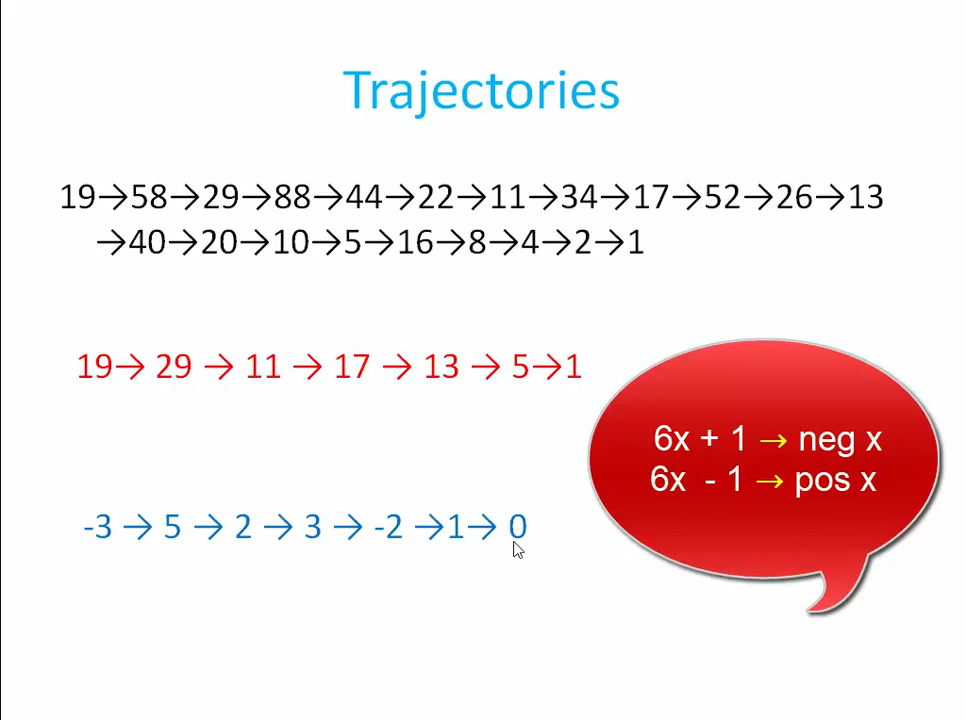 Trajectories
19→58→29→88→44→22→11→34→17→52→26→13
→40→20→10→5→16→8→4→2→1
19→ 29 → 11 → 17 → 13 → 5→1
6x + 1 → neg x
6x - 1 → pos x
-3 → 5 → 2 → 3 → -2 →1→ 0